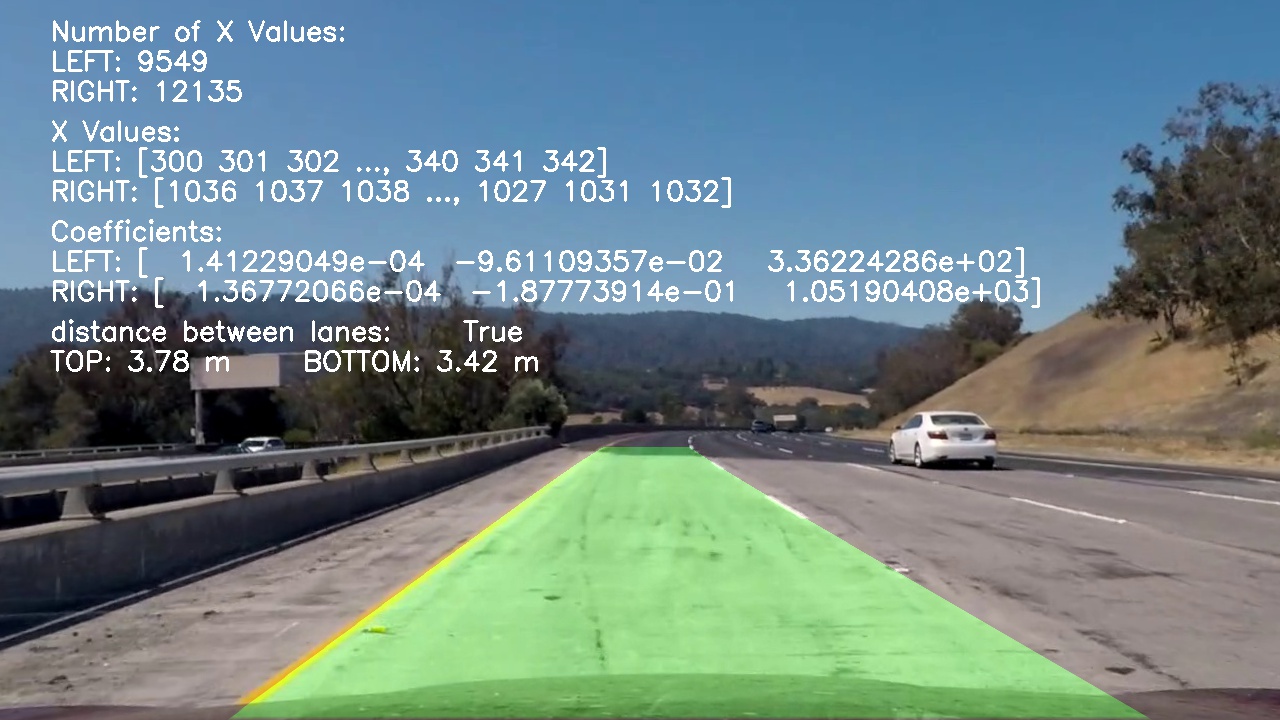 Number of X Values:
LEFT: 9549
RIGHT: 12135
X Values:
LEFT: [300 301 302 ..., 340 341 342]
RIGHT: [1036 1037 1038 ..., 1027 1031 1032]
Coefficients:
LEFT: [ 1.41229049e-04 -9.61109357e-02 3.36224286e+02]
RIGHT: [ 1.36772066e-04 -1.87773914e-01 1.05190408e+03]
distance between lanes: True
TOP: 3.78 m BOTTOM: 3.42 m